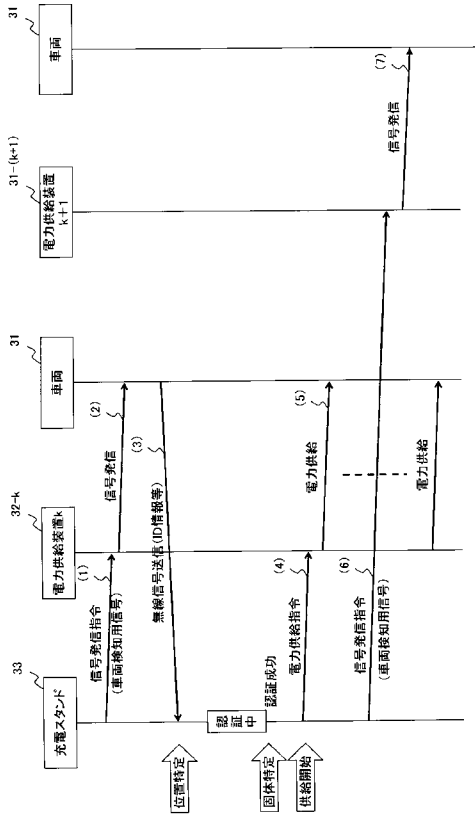 33
充電スタンド
32-k
電力供給装置k
31
車両
31-(k+1)
電力供給装置
k+1
31
車両
(1)
信号発信指令
(車両検知用信号)
(2)
信号発信
(3)
無線信号送信(ID情報等)
位置特定
認証中
認証成功
固体特定
(4)
電力供給指令
供給開始
(5)
電力供給
(6)
信号発信指令
(車両検知用信号)
(7)
信号発信
電力供給